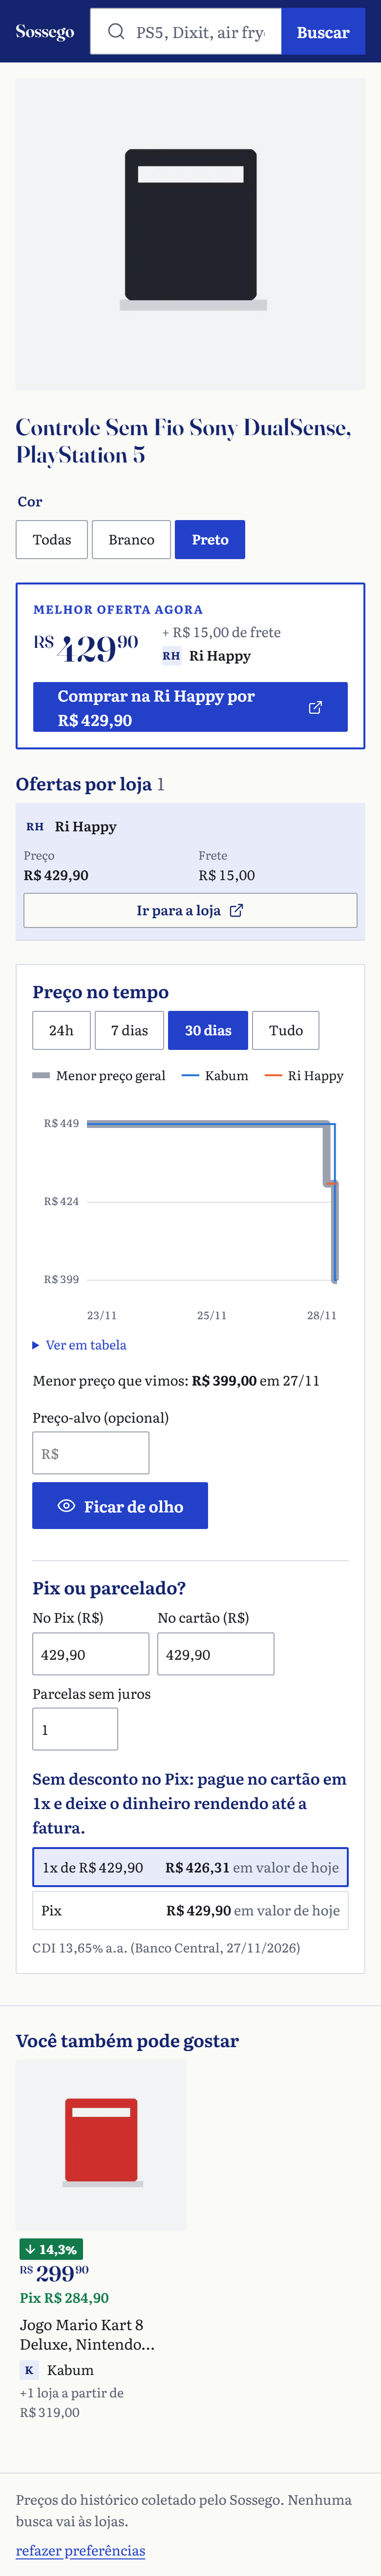 Sossego
PS5, Dixit, air fry
Buscar
Controle Sem Fio Sony DualSense,
PlayStation 5
Cor
Todas
Branco
Preto
MELHOR OFERTA AGORA
R$ 429,90
+ R$ 15,00 de frete
RH Ri Happy
Comprar na Ri Happy por
R$ 429,90
Ofertas por loja 1
RH Ri Happy
Preço Frete
R$ 429,90 R$ 15,00
Ir para a loja
Preço no tempo
24h
7 dias
30 dias
Tudo
Menor preço geral Kabum Ri Happy
R$ 449
R$ 424
R$ 399
23/11 25/11 28/11
Ver em tabela
Menor preço que vimos: R$ 399,00 em 27/11
Preço-alvo (opcional)
R$
Ficar de olho
Pix ou parcelado?
No Pix (R$) No cartão (R$)
429,90 429,90
Parcelas sem juros
1
Sem desconto no Pix: pague no cartão em
1x e deixe o dinheiro rendendo até a
fatura.
1x de R$ 429,90 R$ 426,31 em valor de hoje
Pix R$ 429,90 em valor de hoje
CDI 13,65% a.a. (Banco Central, 27/11/2026)
Você também pode gostar
14,3%
R$ 299,90
Pix R$ 284,90
Jogo Mario Kart 8
Deluxe, Nintendo...
K Kabum
+1 loja a partir de
R$ 319,00
Preços do histórico coletado pelo Sossego. Nenhuma
busca vai às lojas.
refazer preferências